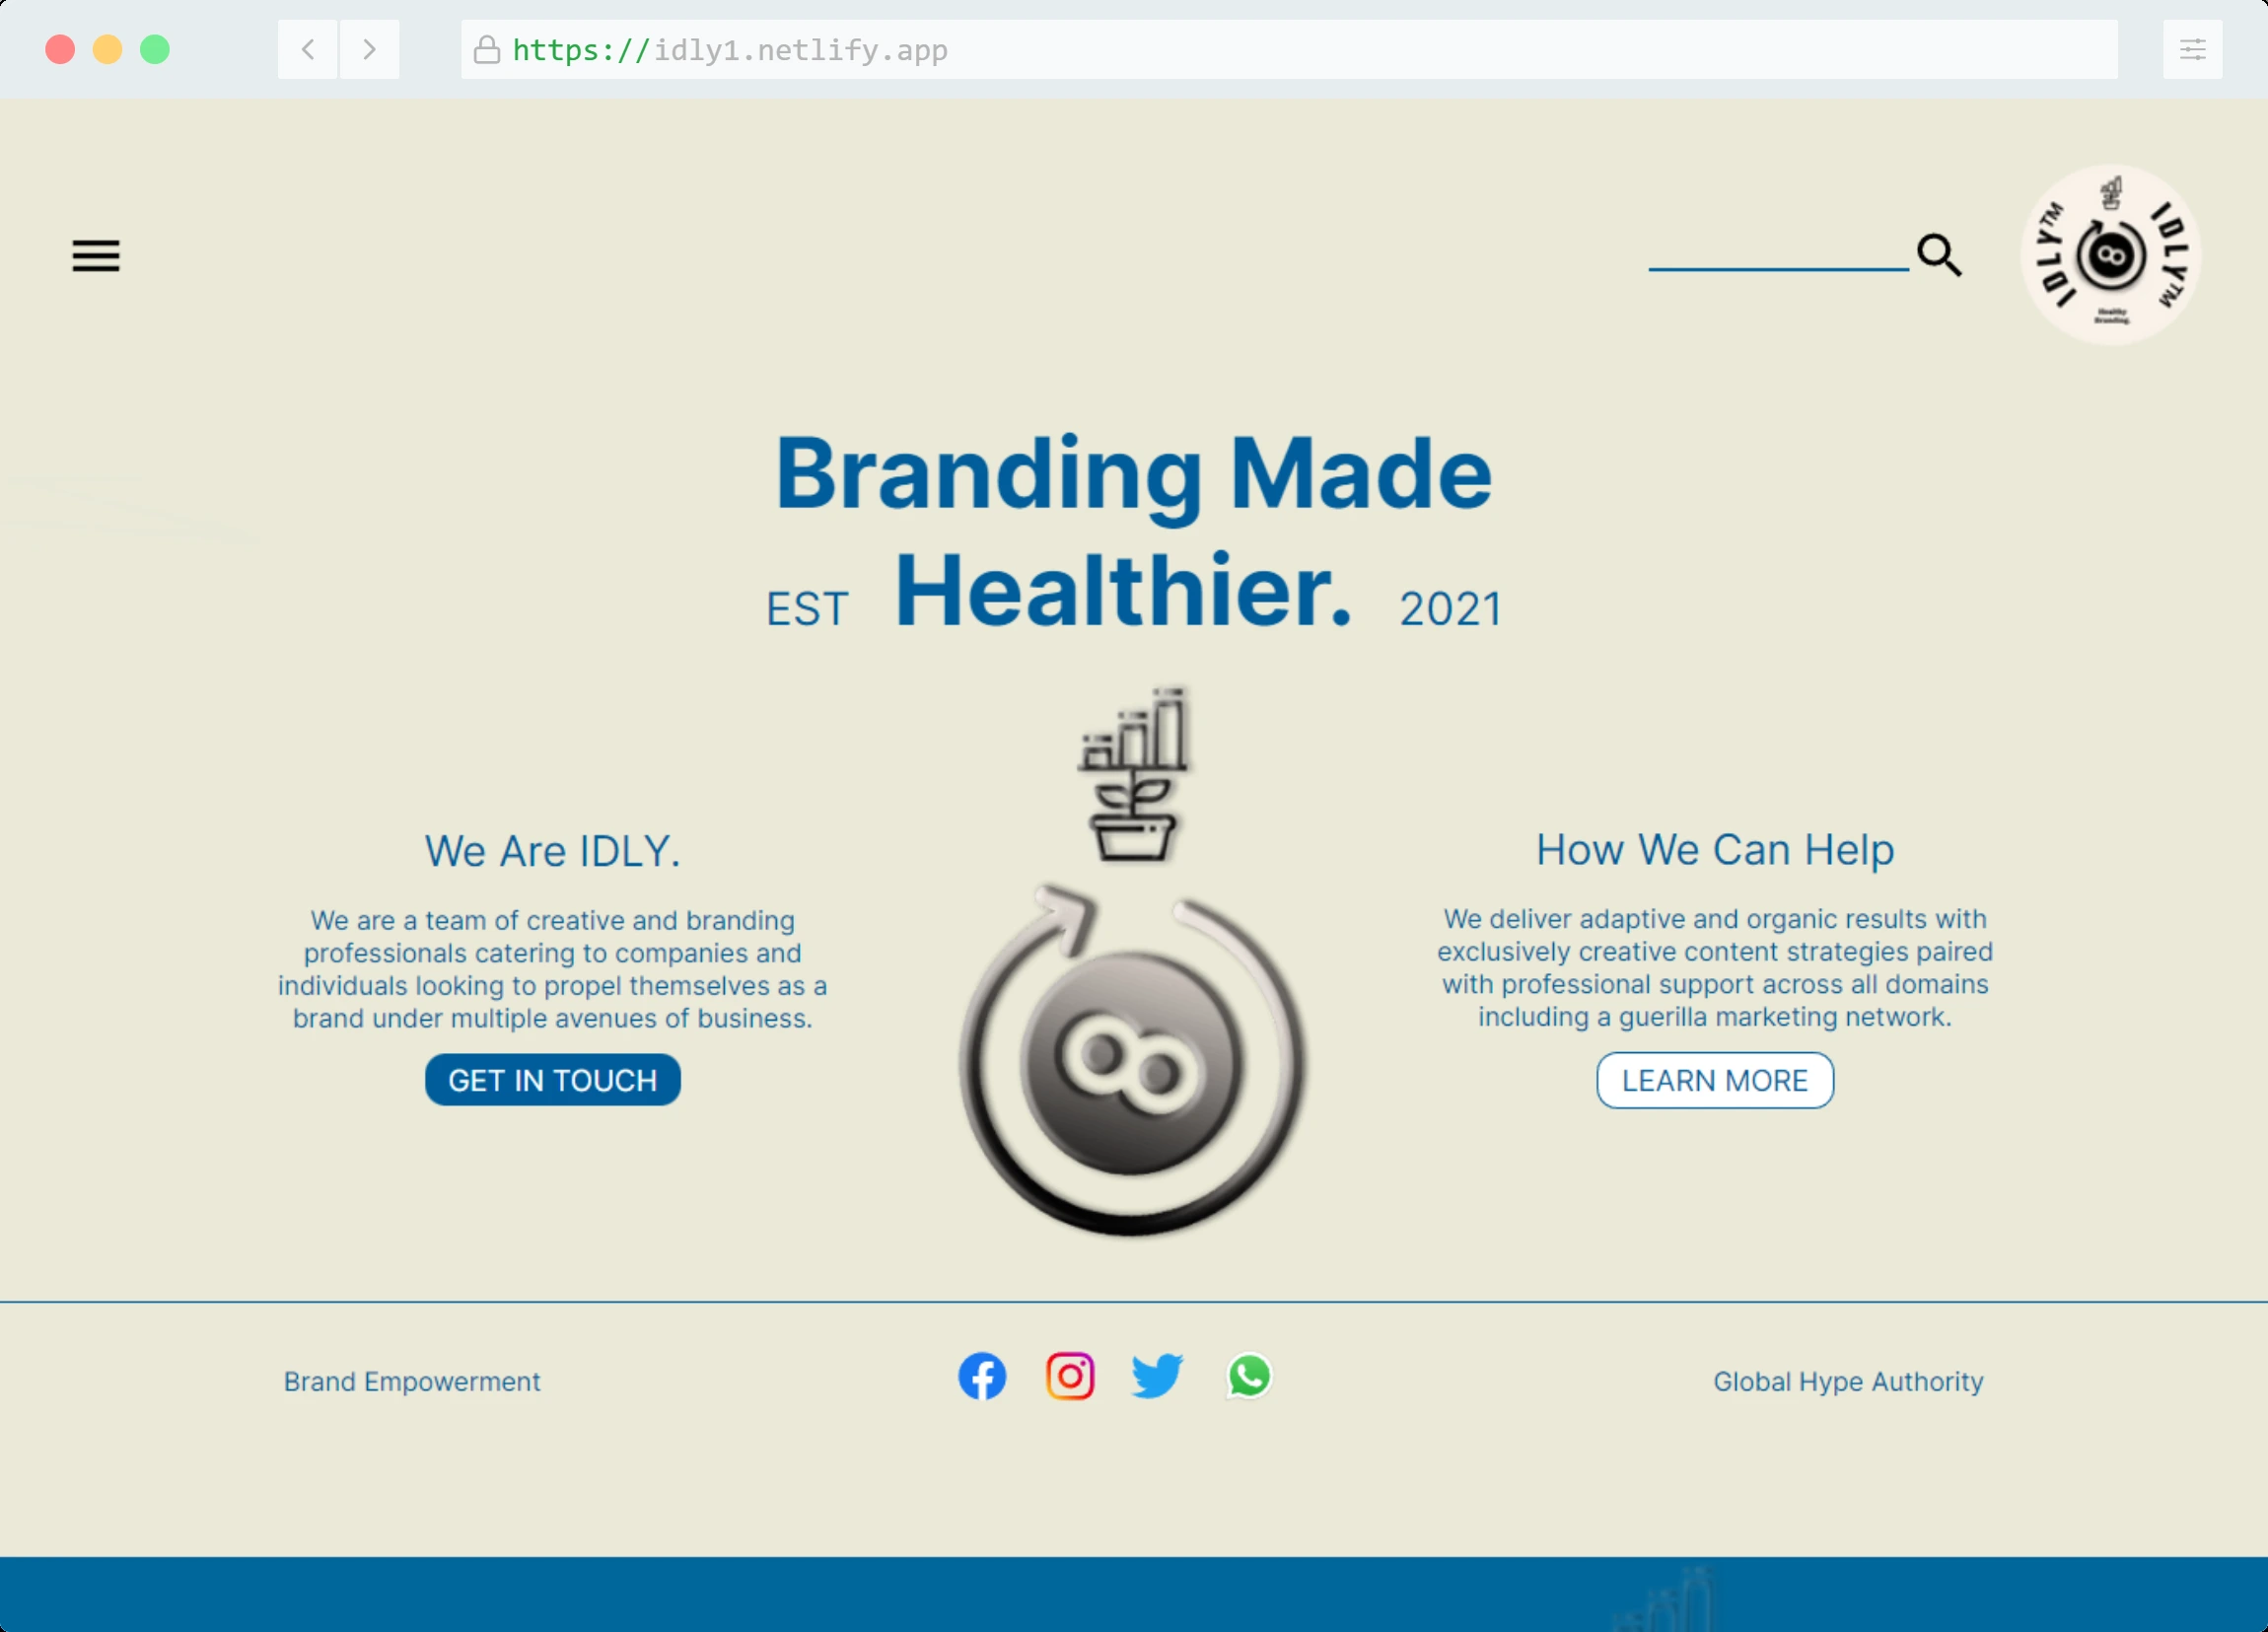 https://idly1.netlify.app
IDLY™
IDLY™
Healthy
Branding.
Branding Made
EST Healthier. 2021
We Are IDLY.
We are a team of creative and branding
professionals catering to companies and
individuals looking to propel themselves as a
brand under multiple avenues of business.
GET IN TOUCH
How We Can Help
We deliver adaptive and organic results with
exclusively creative content strategies paired
with professional support across all domains
including a guerilla marketing network.
LEARN MORE
Brand Empowerment
Global Hype Authority